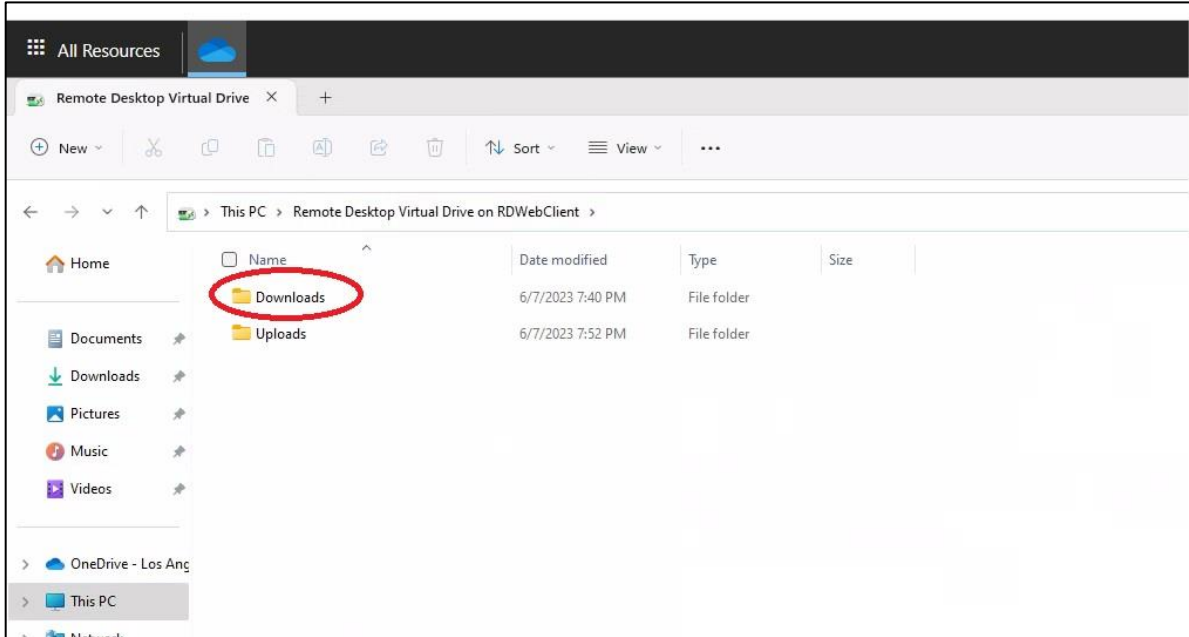 All Resources
Remote Desktop Virtual Drive
New Sort View
This PC > Remote Desktop Virtual Drive on RDWebClient >
Home
Name Date modified Type Size
Downloads 6/7/2023 7:40 PM File folder
Uploads 6/7/2023 7:52 PM File folder
Documents
Downloads
Pictures
Music
Videos
OneDrive - Los Ang
This PC
Network